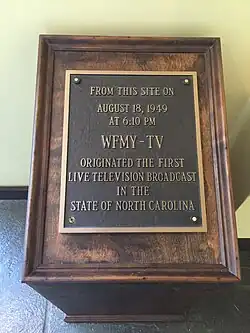 FROM THIS SITE ON
AUGUST 18, 1949
AT 6:10 PM
WFMY-TV
ORIGINATED THE FIRST
LIVE TELEVISION BROADCAST
IN THE
STATE OF NORTH CAROLINA